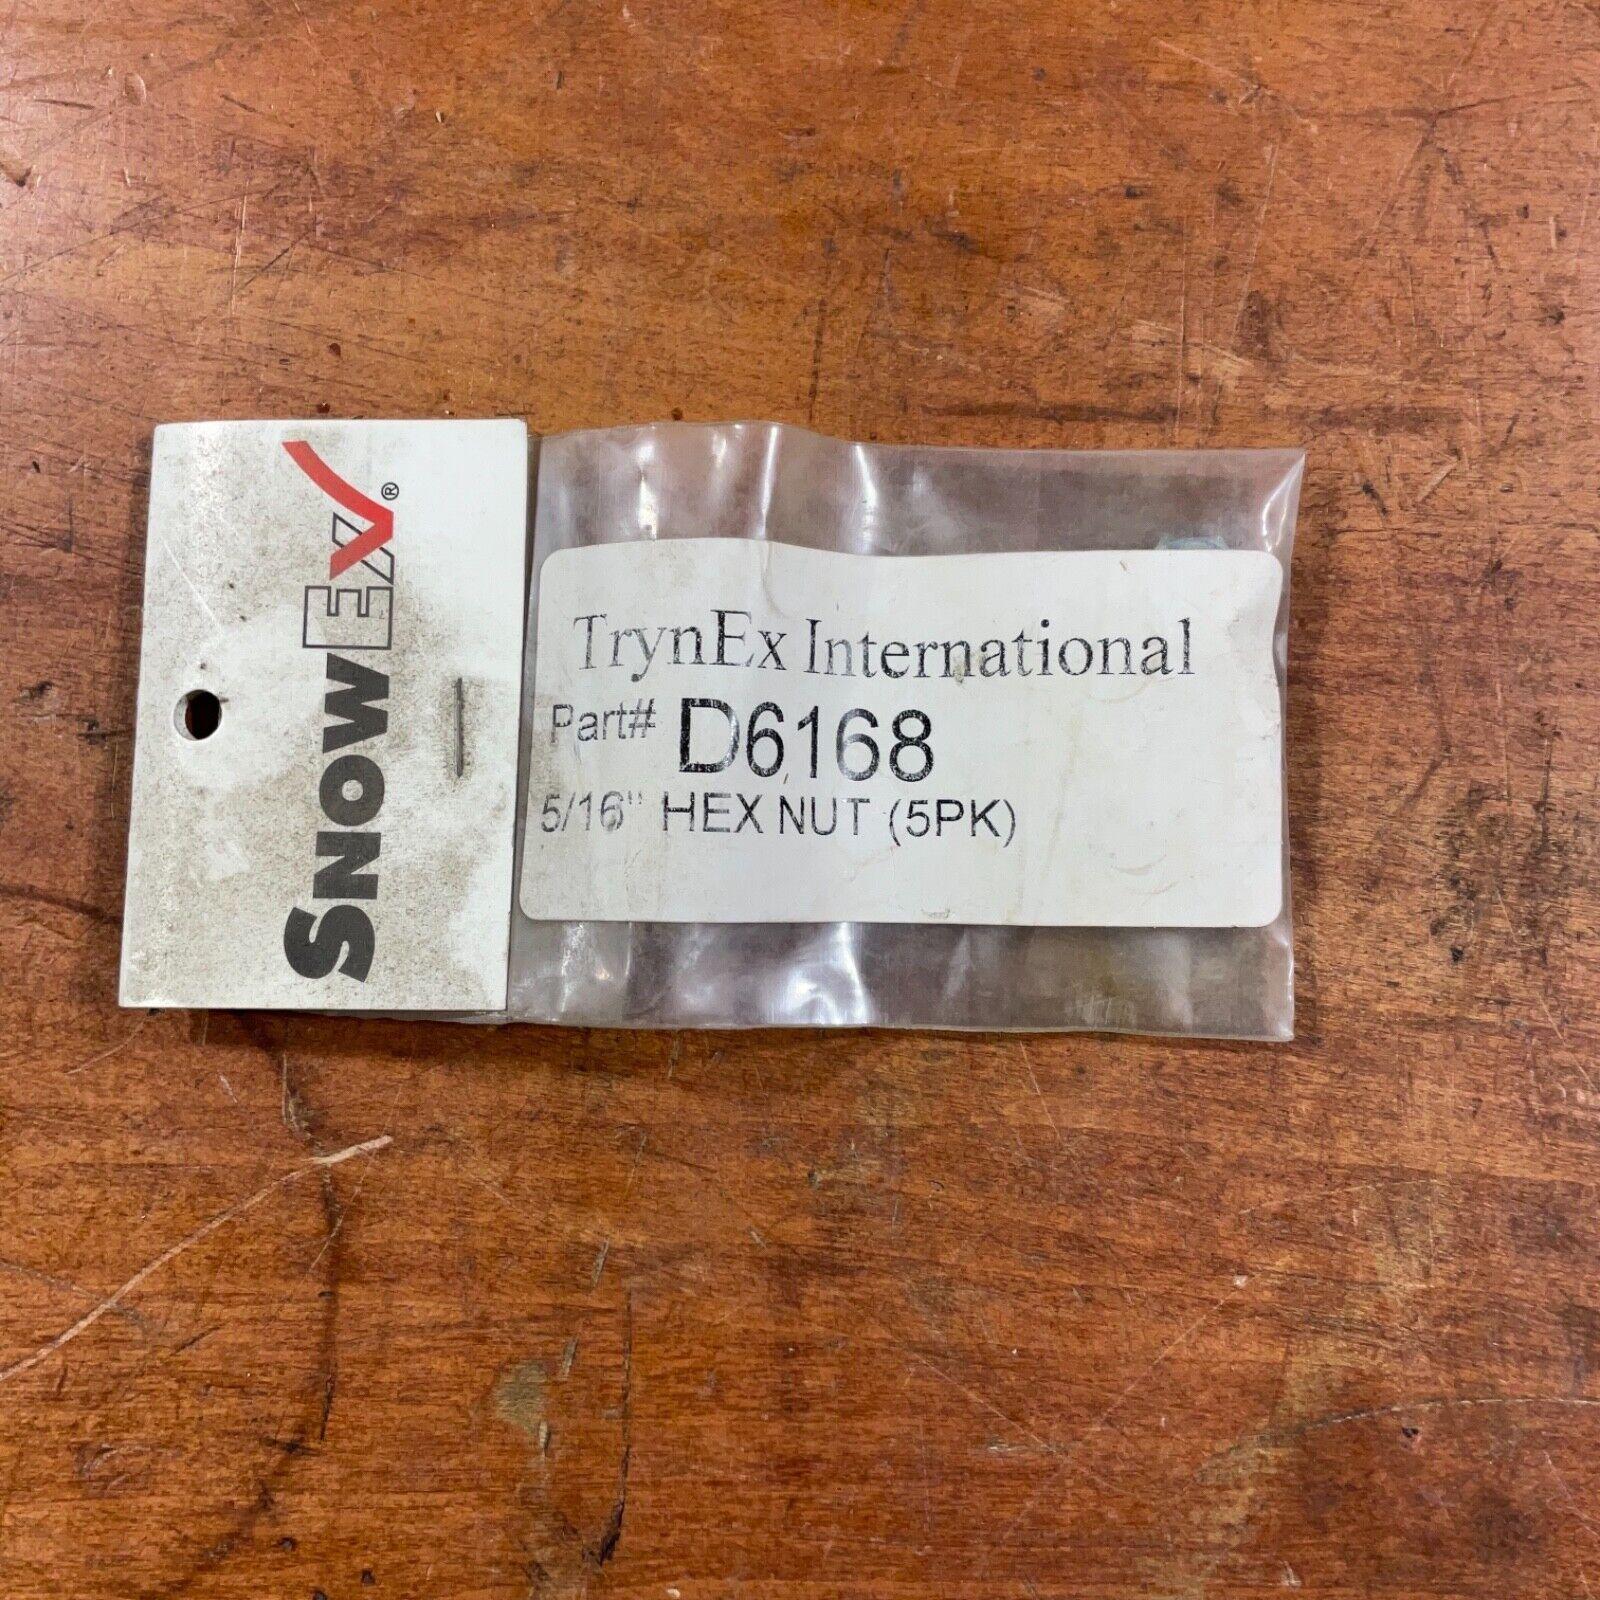 SNOWEX®
TrynEx International
Part# D6168
5/16" HEX NUT (5PK)